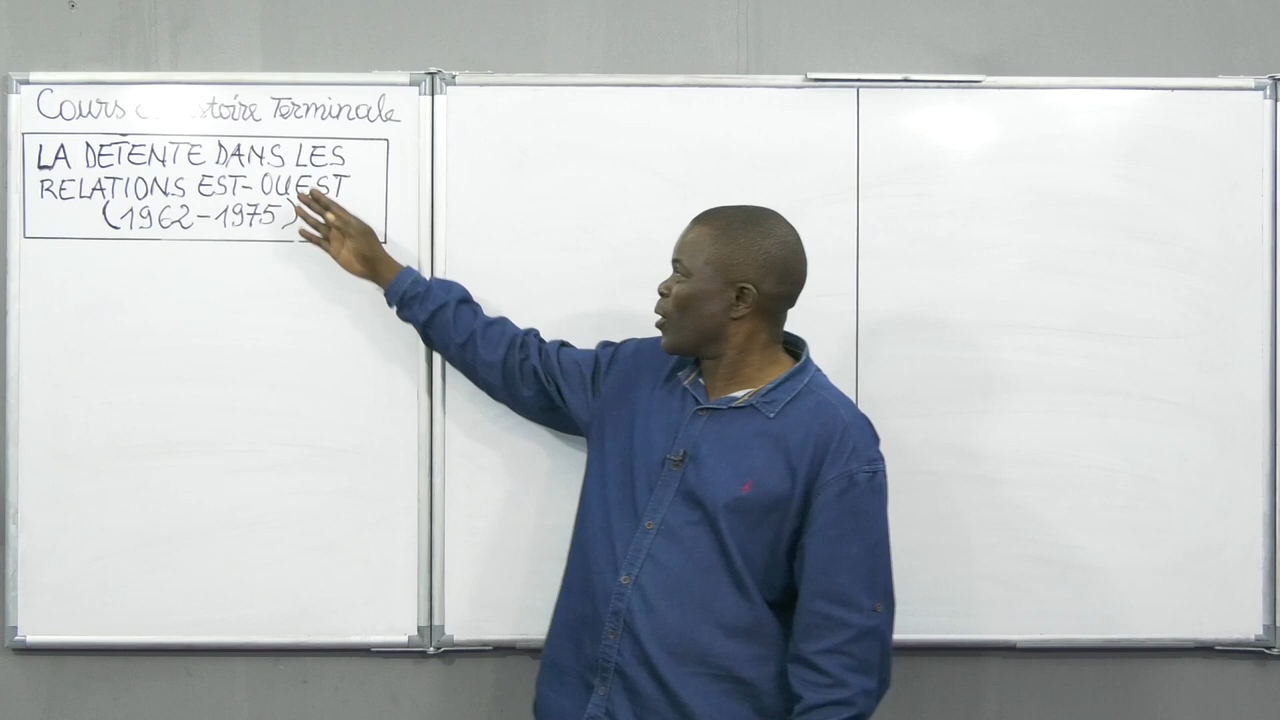 Cours Terminale
LA DETENTE DANS LES
RELATIONS EST-OUEST
(1962-1975)